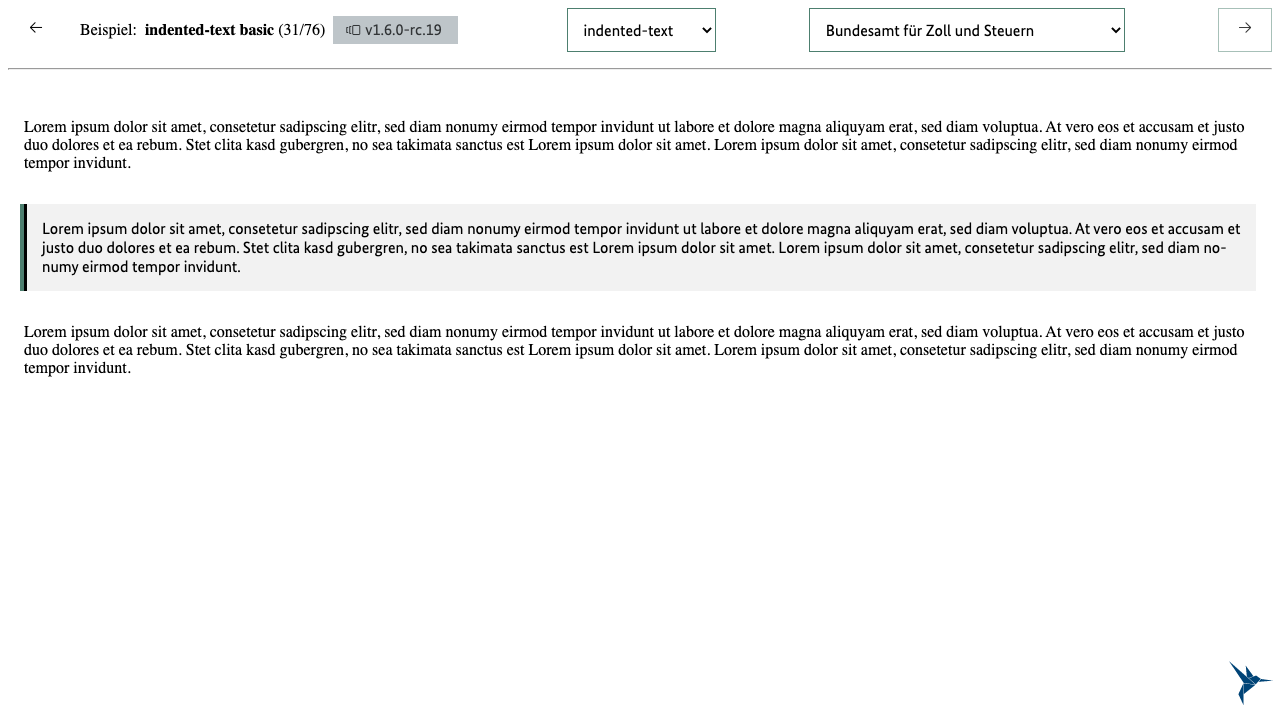 Beispiel: indented-text basic (31/76) v1.6.0-rc.19 indented-text Bundesamt für Zoll und Steuern
Lorem ipsum dolor sit amet, consetetur sadipscing elitr, sed diam nonumy eirmod tempor invidunt ut labore et dolore magna aliquyam erat, sed diam voluptua. At vero eos et accusam et justo
duo dolores et ea rebum. Stet clita kasd gubergren, no sea takimata sanctus est Lorem ipsum dolor sit amet. Lorem ipsum dolor sit amet, consetetur sadipscing elitr, sed diam nonumy eirmod
tempor invidunt.
Lorem ipsum dolor sit amet, consetetur sadipscing elitr, sed diam nonumy eirmod tempor invidunt ut labore et dolore magna aliquyam erat, sed diam voluptua. At vero eos et accusam et
justo duo dolores et ea rebum. Stet clita kasd gubergren, no sea takimata sanctus est Lorem ipsum dolor sit amet. Lorem ipsum dolor sit amet, consetetur sadipscing elitr, sed diam no-
numy eirmod tempor invidunt.
Lorem ipsum dolor sit amet, consetetur sadipscing elitr, sed diam nonumy eirmod tempor invidunt ut labore et dolore magna aliquyam erat, sed diam voluptua. At vero eos et accusam et justo
duo dolores et ea rebum. Stet clita kasd gubergren, no sea takimata sanctus est Lorem ipsum dolor sit amet. Lorem ipsum dolor sit amet, consetetur sadipscing elitr, sed diam nonumy eirmod
tempor invidunt.